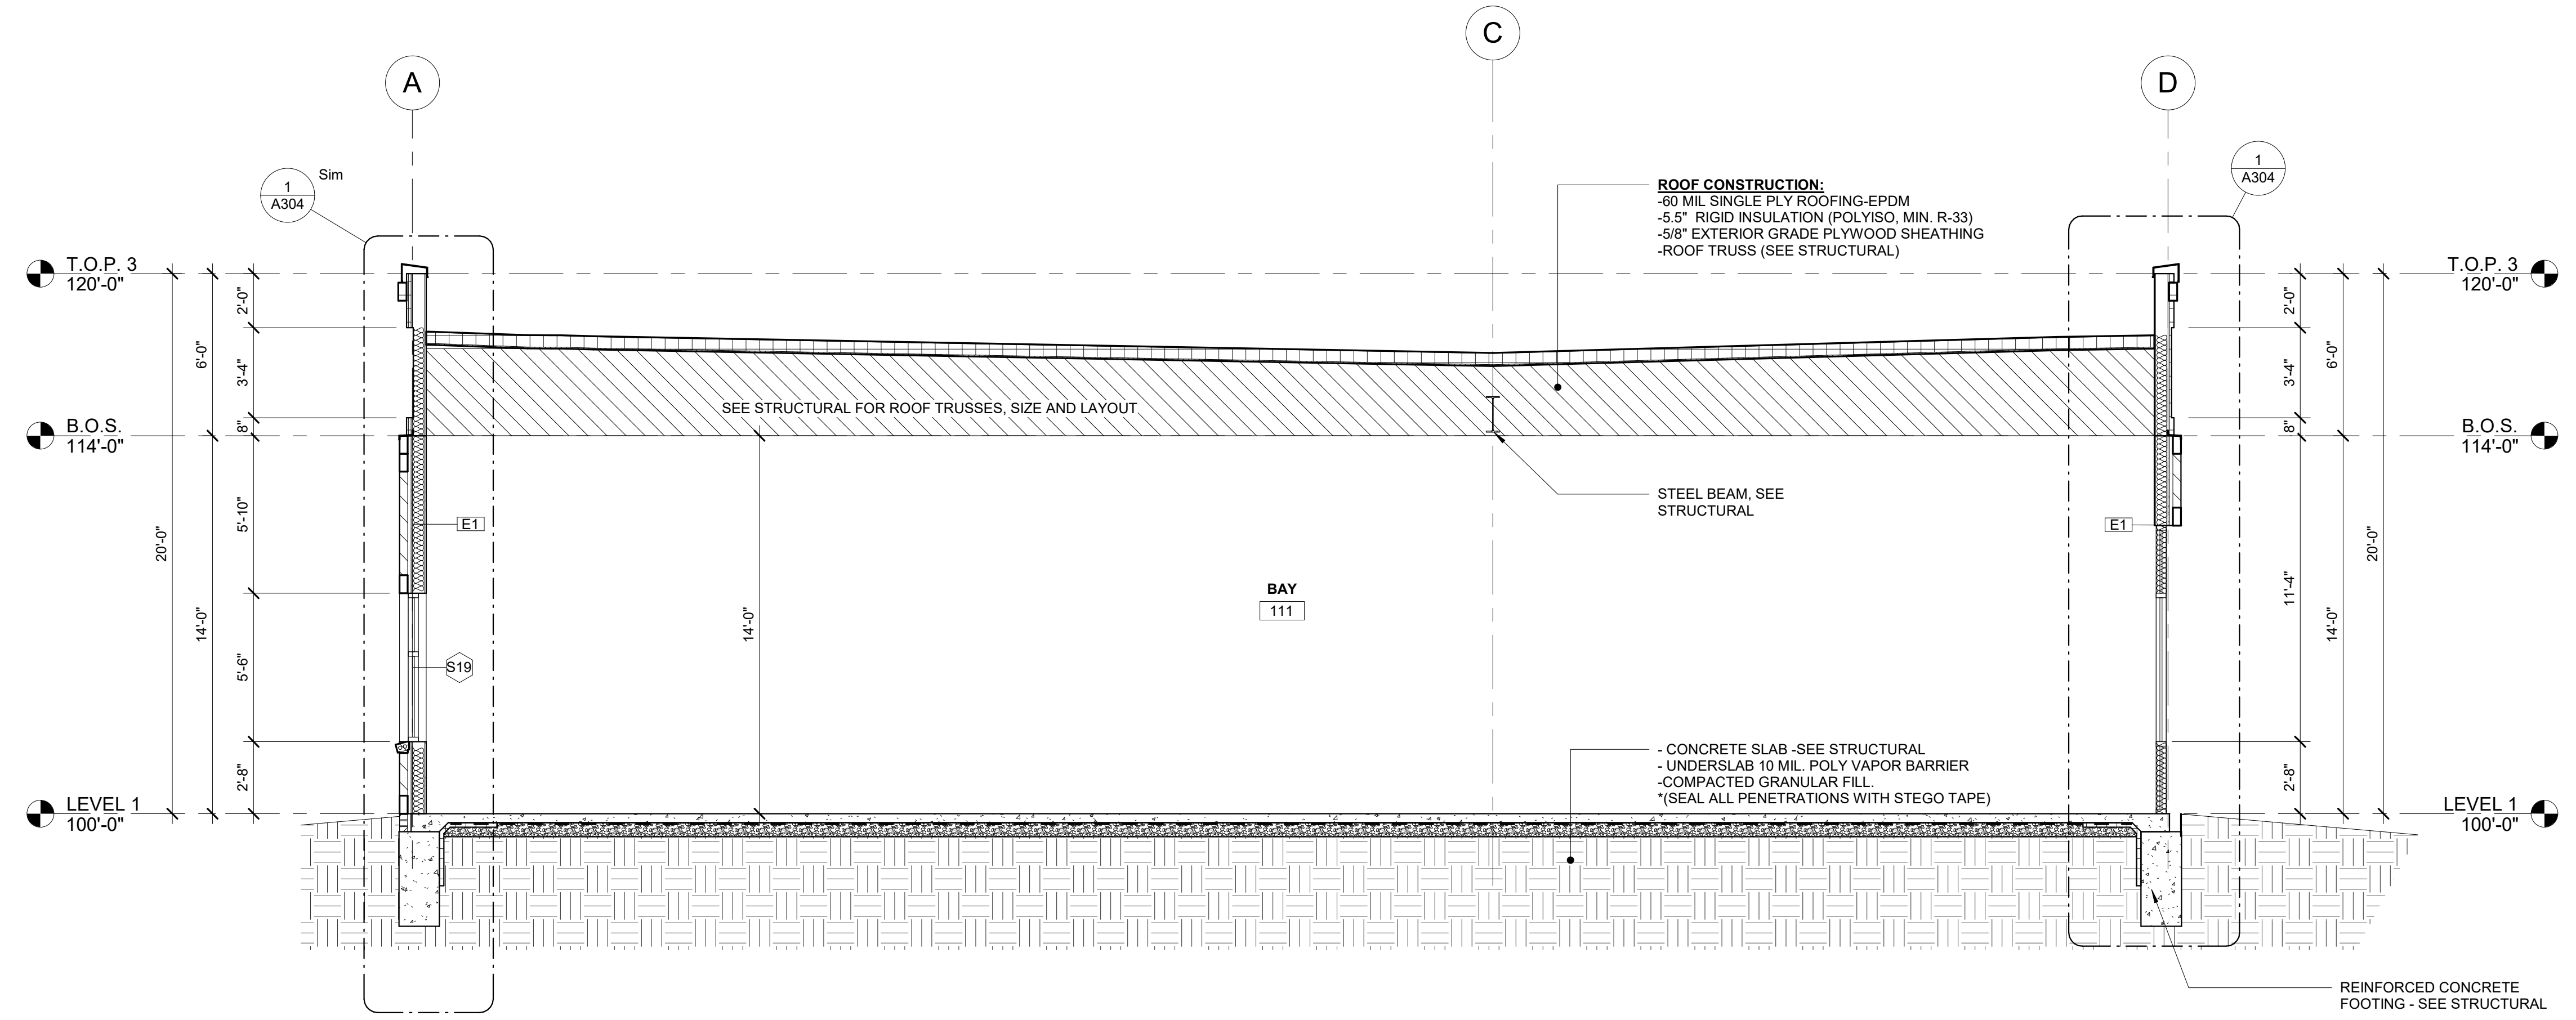 C
A
D
1
A304
Sim
1
A304
ROOF CONSTRUCTION:
-60 MIL SINGLE PLY ROOFING-EPDM
-5.5" RIGID INSULATION (POLYISO, MIN. R-33)
-5/8" EXTERIOR GRADE PLYWOOD SHEATHING
-ROOF TRUSS (SEE STRUCTURAL)
T.O.P. 3
120'-0"
T.O.P. 3
120'-0"
2'-0"
6'-0"
3'-4"
8"
2'-0"
3'-4"
6'-0"
8"
SEE STRUCTURAL FOR ROOF TRUSSES, SIZE AND LAYOUT
B.O.S.
114'-0"
B.O.S.
114'-0"
STEEL BEAM, SEE
STRUCTURAL
5'-10"
E1
E1
20'-0"
20'-0"
BAY
111
14'-0"
14'-0"
11'-4"
14'-0"
5'-6"
S19
2'-8"
2'-8"
- CONCRETE SLAB -SEE STRUCTURAL
- UNDERSLAB 10 MIL. POLY VAPOR BARRIER
-COMPACTED GRANULAR FILL.
*(SEAL ALL PENETRATIONS WITH STEGO TAPE)
LEVEL 1
100'-0"
LEVEL 1
100'-0"
REINFORCED CONCRETE
FOOTING - SEE STRUCTURAL